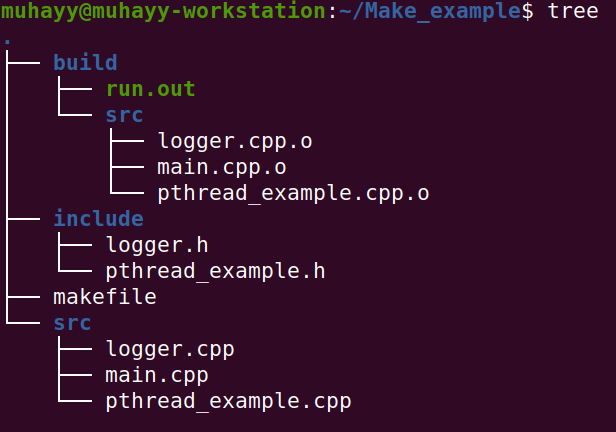 muhayy@muhayy-workstation:~/Make_example$ tree
.
├── build
│   ├── run.out
│   └── src
│       ├── logger.cpp.o
│       ├── main.cpp.o
│       └── pthread_example.cpp.o
├── include
│   ├── logger.h
│   └── pthread_example.h
├── makefile
└── src
    ├── logger.cpp
    ├── main.cpp
    └── pthread_example.cpp